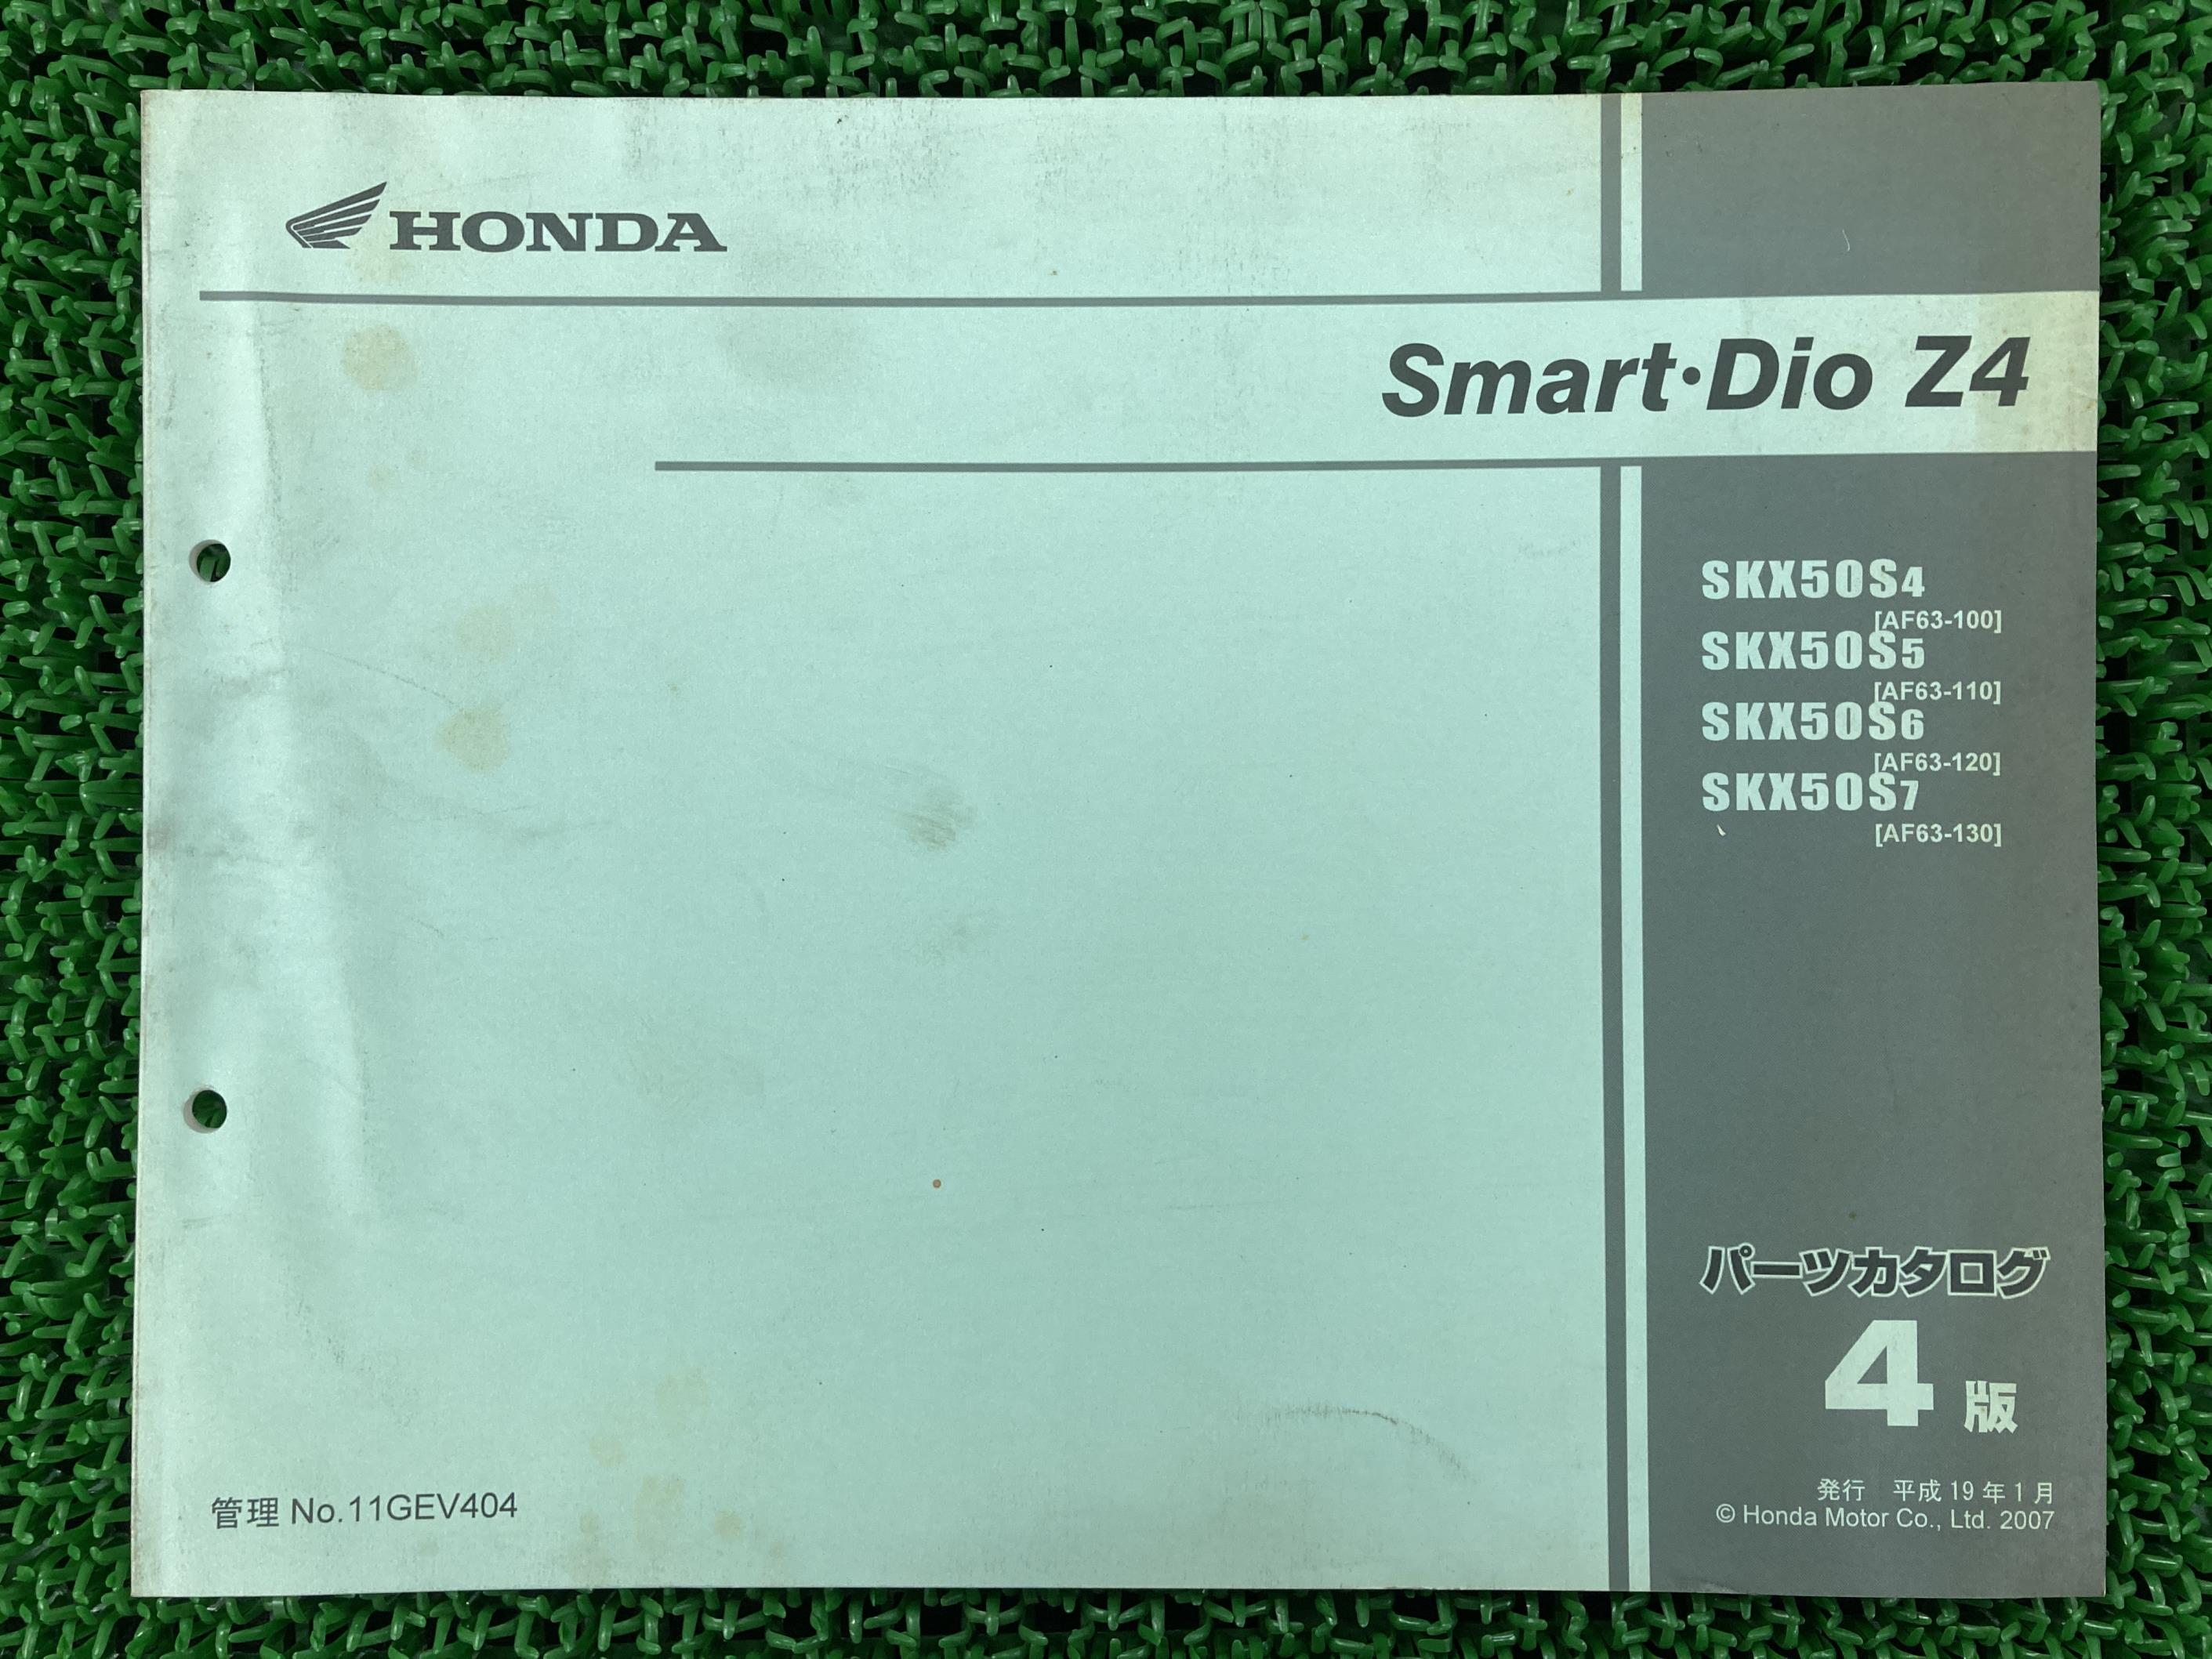 HONDA
Smart·Dio Z4
SKX50S4
[AF63-100]
SKX50S5
[AF63-110]
SKX50S6
[AF63-120]
SKX50S7
[AF63-130]
パーツカタログ
4 版
発行 平成 19 年 1 月
© Honda Motor Co., Ltd. 2007
管理 No.11GEV404